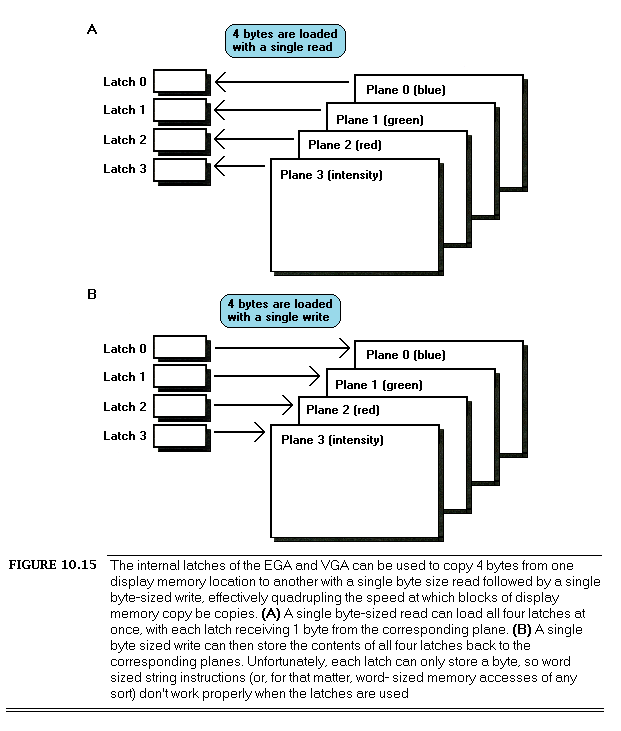 A
4 bytes are loaded
with a single read
Latch 0
Plane 0 (blue)
Latch 1
Plane 1 (green)
Latch 2
Plane 2 (red)
Latch 3
Plane 3 (intensity)
B
4 bytes are loaded
with a single write
Latch 0
Plane 0 (blue)
Latch 1
Plane 1 (green)
Latch 2
Plane 2 (red)
Latch 3
Plane 3 (intensity)
FIGURE 10.15 The internal latches of the EGA and VGA can be used to copy 4 bytes from one
display memory location to another with a single byte size read followed by a single
byte-sized write, effectively quadrupling the speed at which blocks of display
memory copy be copies. (A) A single byte-sized read can load all four latches at
once, with each latch receiving 1 byte from the corresponding plane. (B) A single
byte sized write can then store the contents of all four latches back to the
corresponding planes. Unfortunately, each latch can only store a byte, so word
sized string instructions (or, for that matter, word- sized memory accesses of any
sort) don't work properly when the latches are used